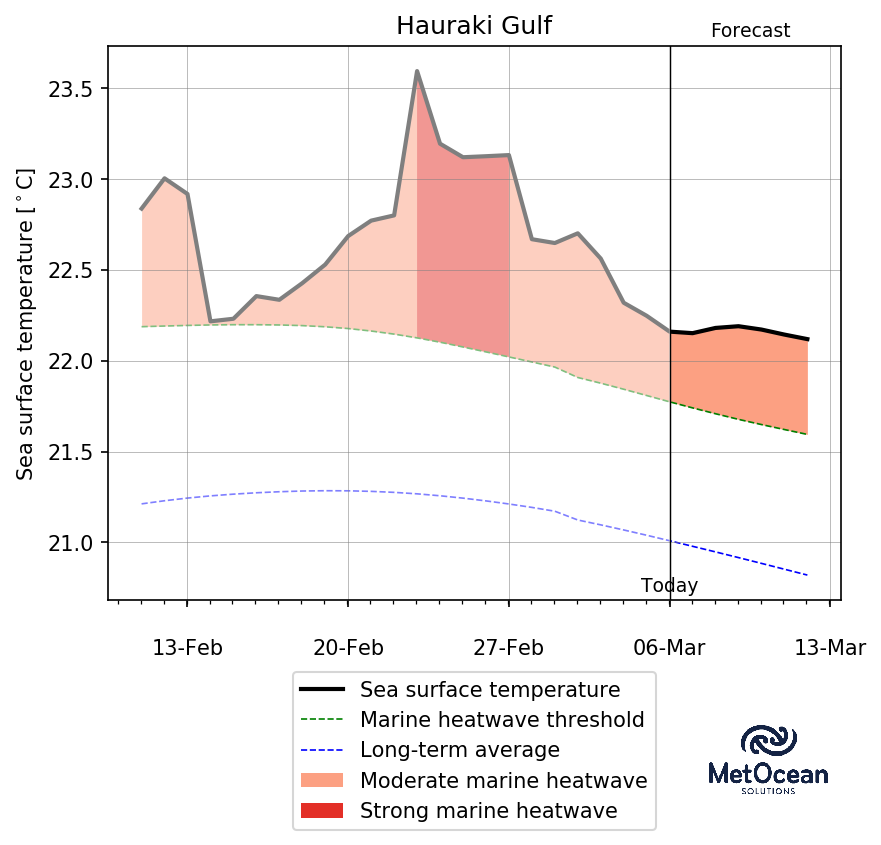 Hauraki Gulf
Forecast
23.5
23.0
22.5
22.0
21.5
21.0
Sea surface temperature [°C]
Today
13-Feb 20-Feb 27-Feb 06-Mar 13-Mar
Sea surface temperature
Marine heatwave threshold
Long-term average
Moderate marine heatwave
Strong marine heatwave
MetOcean
SOLUTIONS